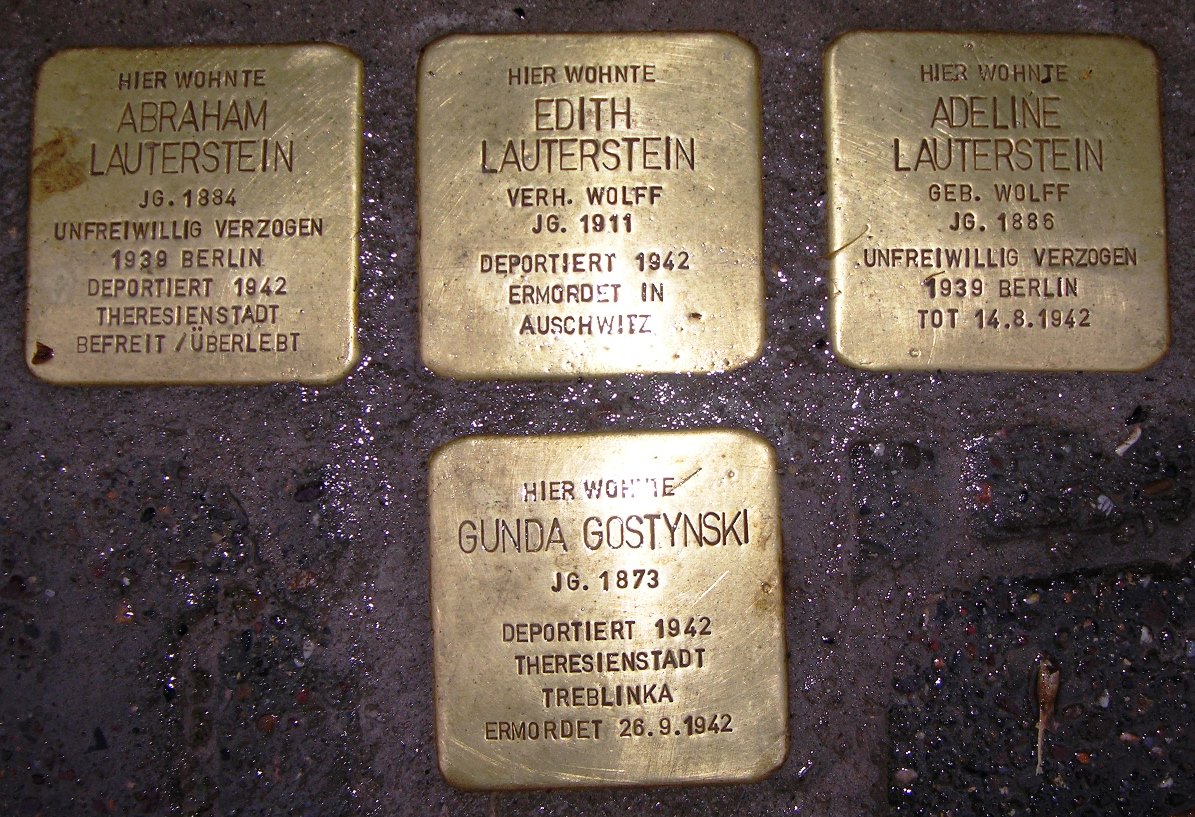 HIER WOHNTE
ABRAHAM
LAUTERSTEIN
JG. 1884
UNFREIWILLIG VERZOGEN
1939 BERLIN
DEPORTIERT 1942
THERESIENSTADT
BEFREIT / ÜBERLEBT
HIER WOHNTE
EDITH
LAUTERSTEIN
VERH. WOLFF
JG. 1911
DEPORTIERT 1942
ERMORDET IN
AUSCHWITZ
HIER WOHNTE
ADELINE
LAUTERSTEIN
GEB. WOLFF
JG. 1886
UNFREIWILLIG VERZOGEN
1939 BERLIN
TOT 14.8.1942
HIER WOHNTE
GUNDA GOSTYNSKI
JG. 1873
DEPORTIERT 1942
THERESIENSTADT
TREBLINKA
ERMORDET 26.9.1942